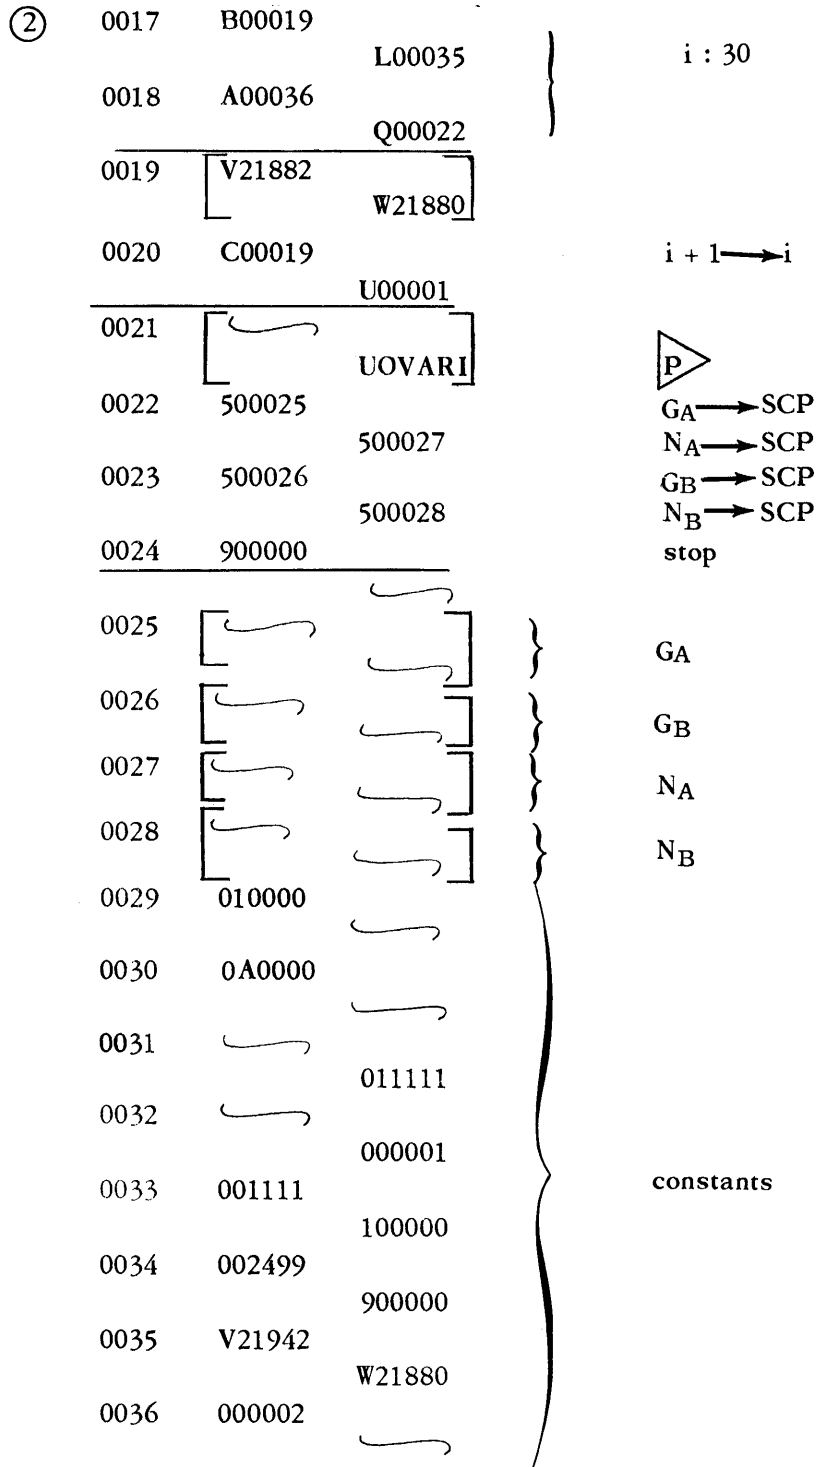 2 0017 B00019
L00035 i : 30
0018 A00036
Q00022
0019 V21882
W21880
0020 C00019 i + 1 → i
U00001
0021
UOVARI P
0022 500025 GA → SCP
500027 NA → SCP
0023 500026 GB → SCP
500028 NB → SCP
0024 900000 stop
0025
GA
0026
GB
0027
NA
0028
NB
0029 010000
0030 0A0000
0031
011111
0032
000001
0033 001111 constants
100000
0034 002499
900000
0035 V21942
W21880
0036 000002